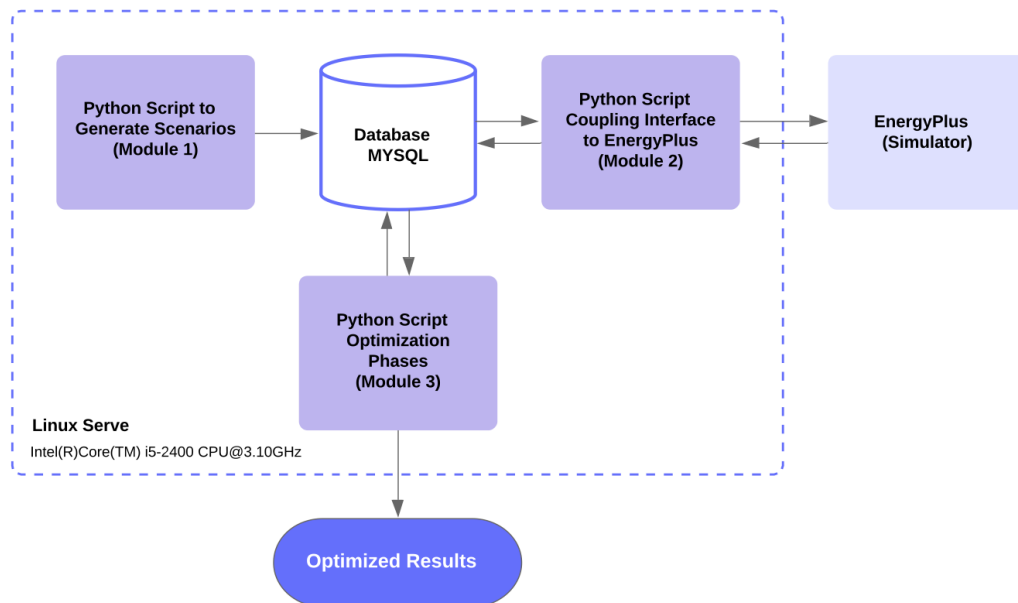 Python Script to
Generate Scenarios
(Module 1)
Database
MYSQL
Python Script
Coupling Interface
to EnergyPlus
(Module 2)
EnergyPlus
(Simulator)
Python Script
Optimization
Phases
(Module 3)
Linux Serve
Intel(R)Core(TM) i5-2400 CPU@3.10GHz
Optimized Results